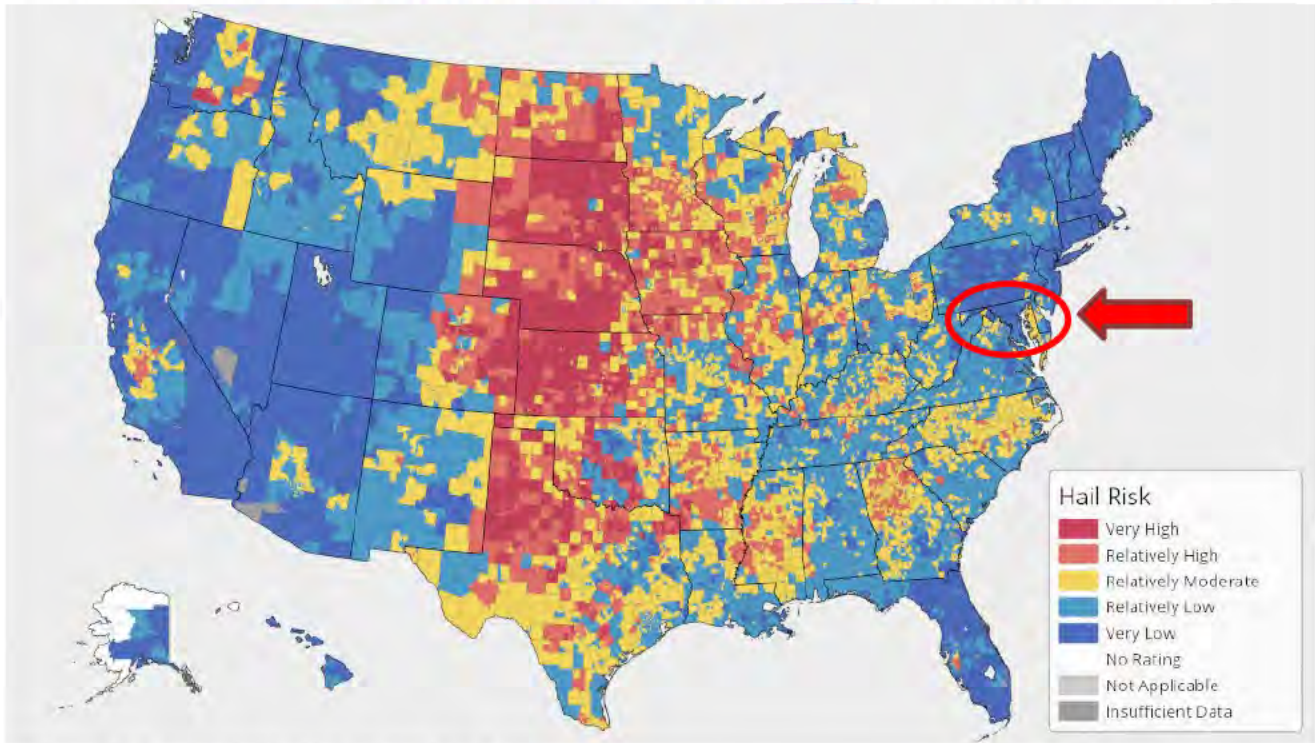 Hail Risk
Very High
Relatively High
Relatively Moderate
Relatively Low
Very Low
No Rating
Not Applicable
Insufficient Data